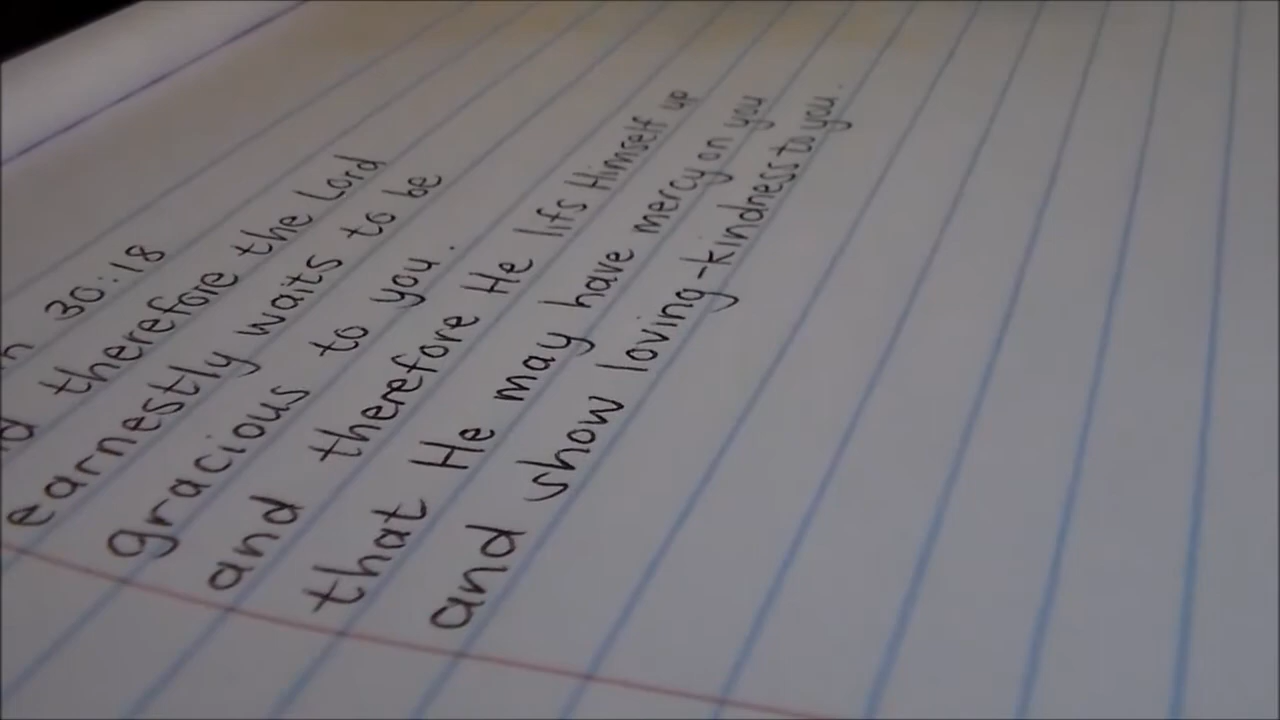 30:18
therefore the Lord
earnestly waits to be
gracious to you.
and therefore He lifs Himself up
that He may have mercy on you
and show loving-kindness to you.